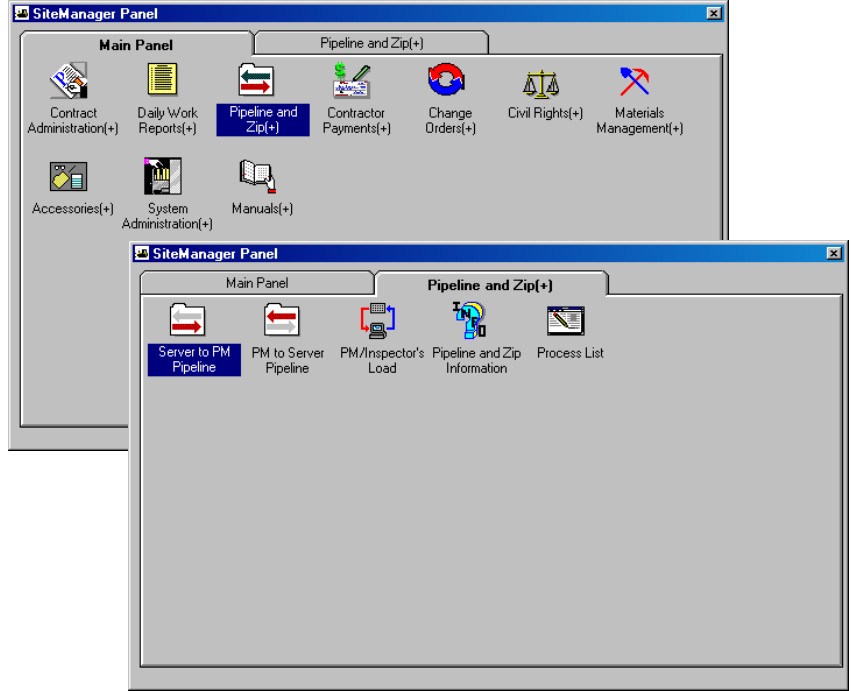 SiteManager Panel
Main Panel
Pipeline and Zip(+)
Contract
Administration(+)
Daily Work
Reports(+)
Pipeline and
Zip(+)
Contractor
Payments(+)
Change
Orders(+)
Civil Rights(+)
Materials
Management(+)
Accessories(+)
System
Administration(+)
Manuals(+)
SiteManager Panel
Main Panel
Pipeline and Zip(+)
Server to PM
Pipeline
PM to Server
Pipeline
PM/Inspector's
Load
INFO
Pipeline and Zip
Information
Process List